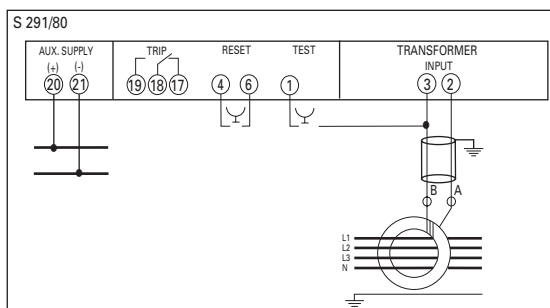 S 291/80
AUX. SUPPLY TRIP RESET TEST TRANSFORMER
INPUT
(+) (-)
20 21 19 18 17 4 6 1 3 2
B A
L1
L2
L3
N